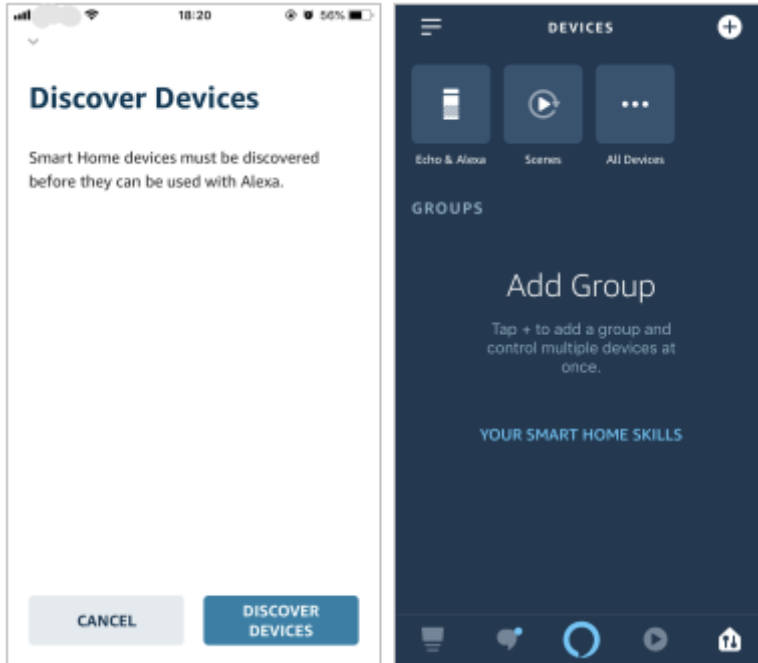 18:20
56%
Discover Devices
Smart Home devices must be discovered
before they can be used with Alexa.
CANCEL
DISCOVER
DEVICES
DEVICES
Echo & Alexa
Scenes
All Devices
GROUPS
Add Group
Tap + to add a group and
control multiple devices at
once.
YOUR SMART HOME SKILLS